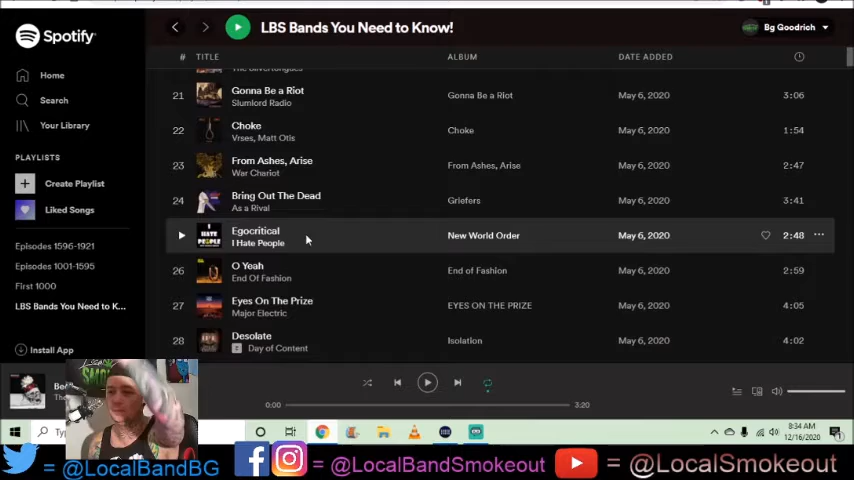 Spotify
LBS Bands You Need to Know!
Bg Goodrich
Home
Search
Your Library
PLAYLISTS
Create Playlist
Liked Songs
Episodes 1596-1921
Episodes 1001-1595
First 1000
LBS Bands You Need to K...
Install App
# TITLE ALBUM DATE ADDED
The Silvertongues
21 Gonna Be a Riot Gonna Be a Riot May 6, 2020 3:06
Slumlord Radio
22 Choke Choke May 6, 2020 1:54
Vrses, Matt Otis
23 From Ashes, Arise From Ashes, Arise May 6, 2020 2:47
War Chariot
24 Bring Out The Dead Griefers May 6, 2020 3:41
As a Rival
I HATE PEOPLE
Egocritical New World Order May 6, 2020 2:48
I Hate People
26 O Yeah End of Fashion May 6, 2020 2:59
End Of Fashion
27 Eyes On The Prize EYES ON THE PRIZE May 6, 2020 4:05
Major Electric
28 Desolate Isolation May 6, 2020 4:02
E Day of Content
0:00 3:20
8:34 AM
12/16/2020
= @LocalBandBG
= @LocalBandSmokeout
= @LocalSmokeout